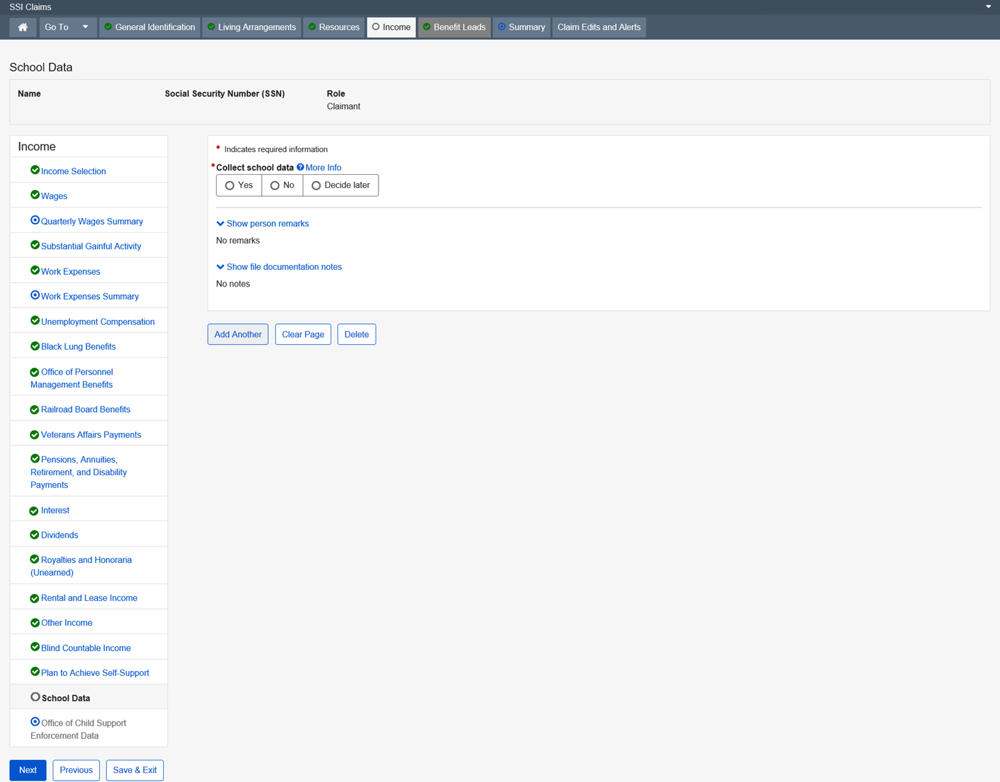 SSI Claims
Go To
General Identification
Living Arrangements
Resources
Income
Benefit Leads
Summary
Claim Edits and Alerts
School Data
Name
Social Security Number (SSN)
Role
Claimant
Income
Income Selection
Wages
Quarterly Wages Summary
Substantial Gainful Activity
Work Expenses
Work Expenses Summary
Unemployment Compensation
Black Lung Benefits
Office of Personnel
Management Benefits
Railroad Board Benefits
Veterans Affairs Payments
Pensions, Annuities,
Retirement, and Disability
Payments
Interest
Dividends
Royalties and Honoraria
(Unearned)
Rental and Lease Income
Other Income
Blind Countable Income
Plan to Achieve Self-Support
School Data
Office of Child Support
Enforcement Data
* Indicates required information
*Collect school data ? More Info
Yes
No
Decide later
Show person remarks
No remarks
Show file documentation notes
No notes
Add Another
Clear Page
Delete
Next
Previous
Save & Exit